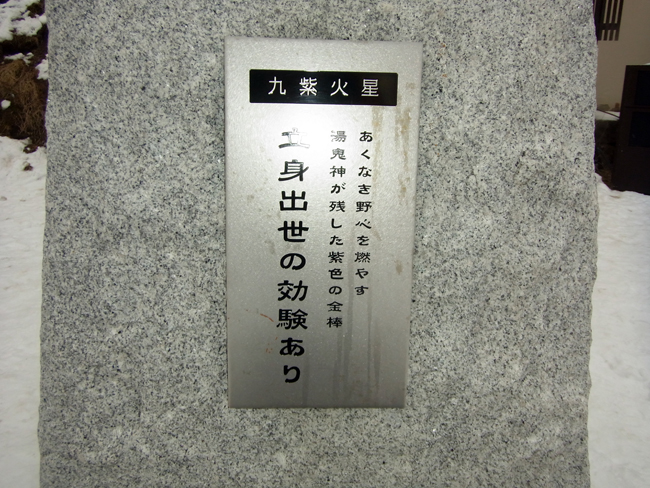 九紫火星
あくなき野心を燃やす
湯鬼神が残した紫色の金棒
立身出世の効験あり